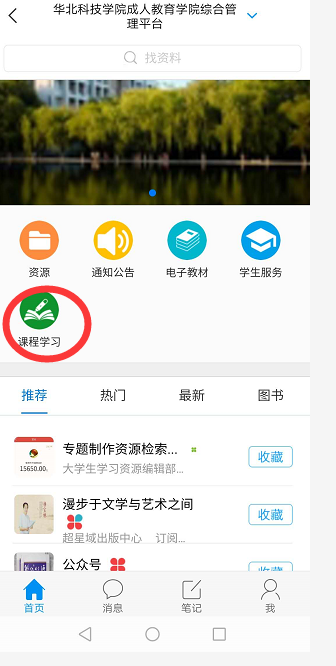 华北科技学院成人教育学院综合管
理平台
找资料
资源
通知公告
电子教材
学生服务
课程学习
推荐
热门
最新
图书
专题制作资源检索...
收藏
15650.00.
大学生学习资源编辑部...
漫步于文学与艺术之间
收藏
超星域出版中心 订阅...
公众号
收藏
首页
消息
笔记
我